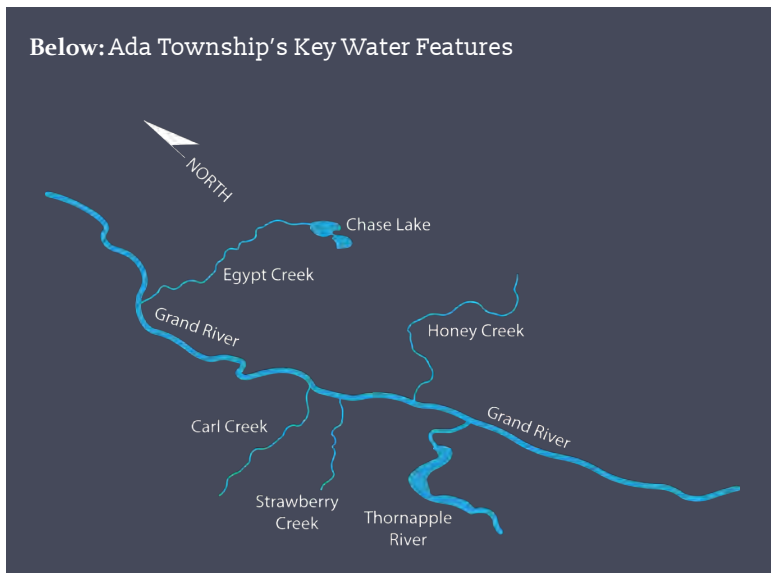 Below: Ada Township's Key Water Features
NORTH
Chase Lake
Egypt Creek
Grand River
Honey Creek
Carl Creek
Grand River
Strawberry
Creek
Thornapple
River